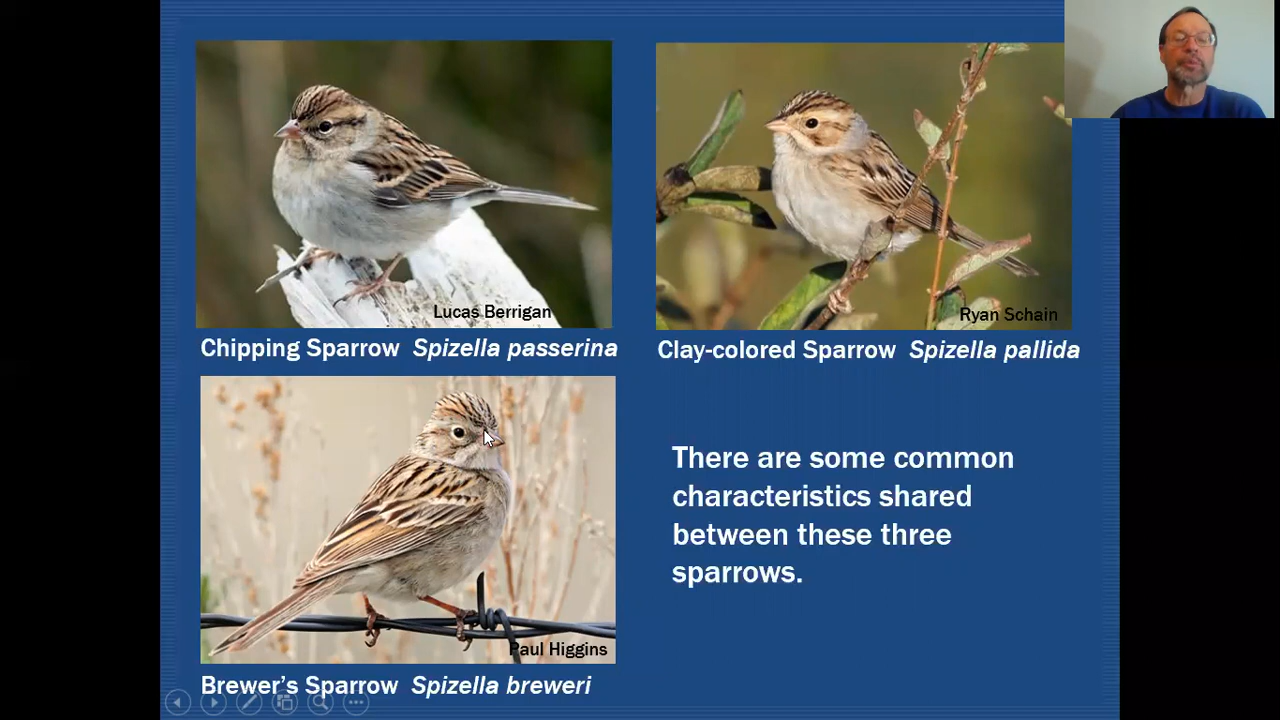 Lucas Berrigan
Ryan Schain
Chipping Sparrow Spizella passerina
Clay-colored Sparrow Spizella pallida
There are some common
characteristics shared
between these three
sparrows.
Paul Higgins
Brewer's Sparrow Spizella breweri